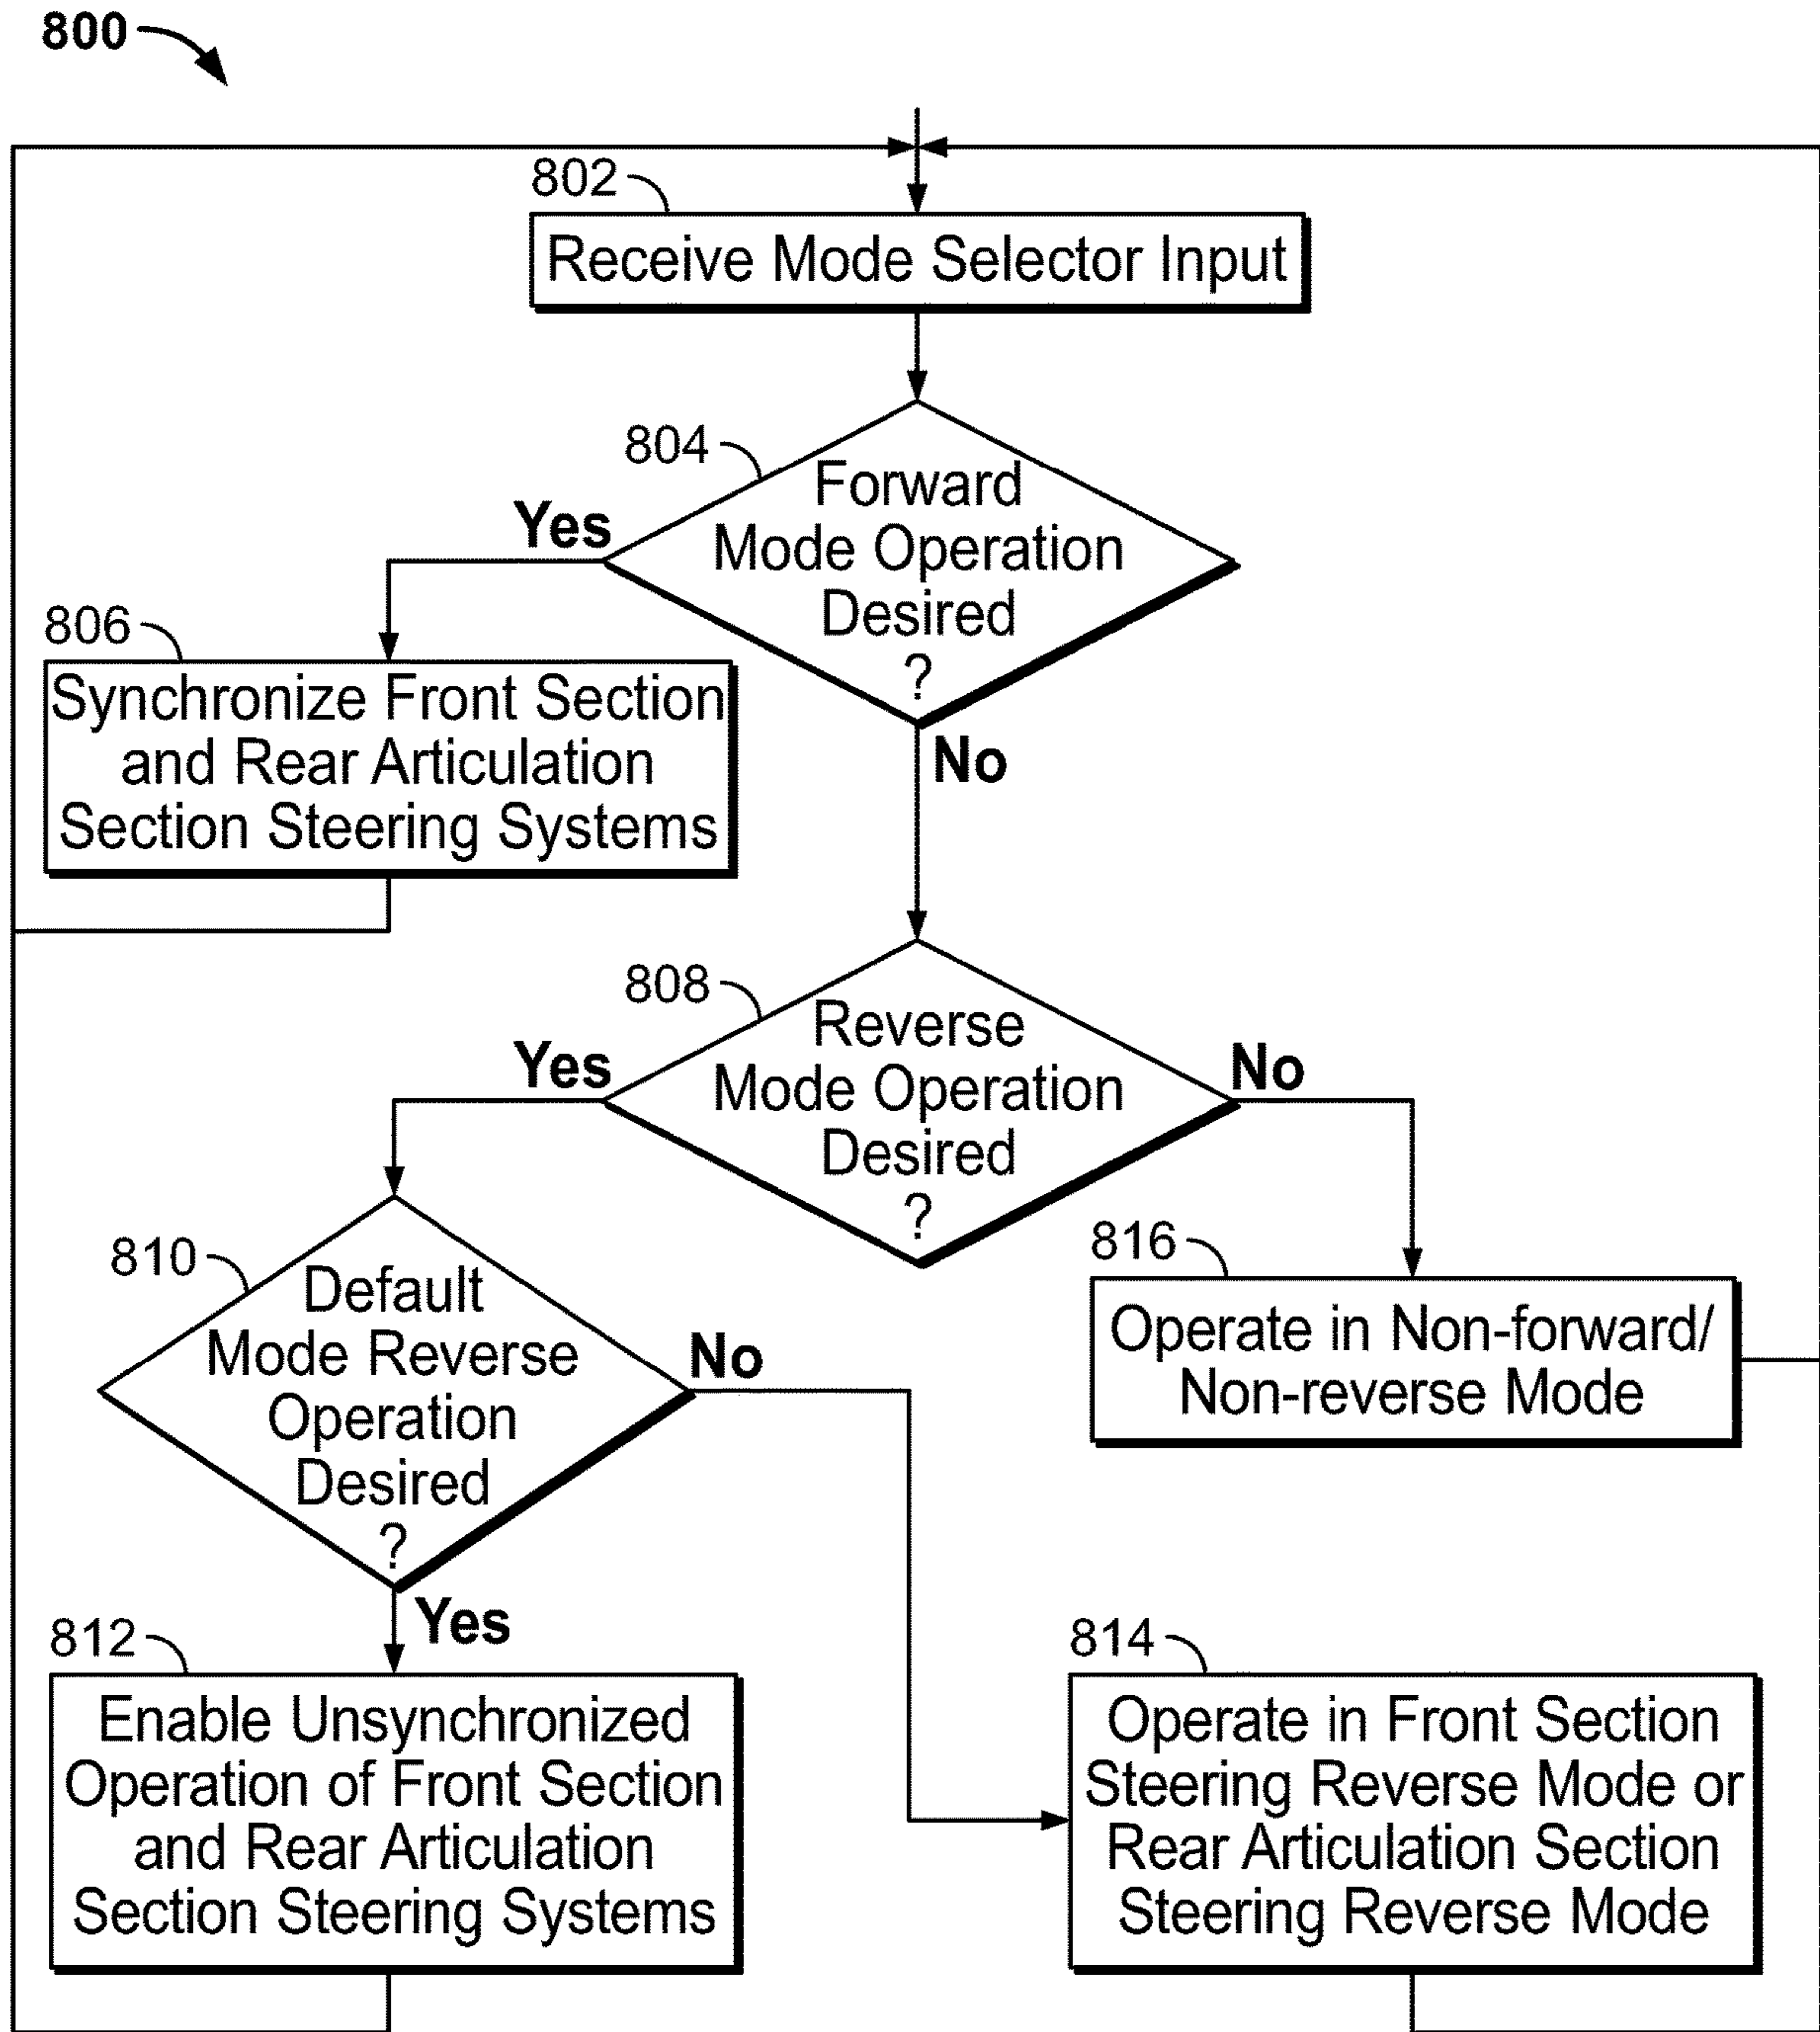 800
802
Receive Mode Selector Input
804
Forward
Mode Operation
Desired
?
Yes
No
806
Synchronize Front Section
and Rear Articulation
Section Steering Systems
808
Reverse
Mode Operation
Desired
?
Yes
No
810
Default
Mode Reverse
Operation
Desired
?
No
Yes
816
Operate in Non-forward/
Non-reverse Mode
812
Enable Unsynchronized
Operation of Front Section
and Rear Articulation
Section Steering Systems
814
Operate in Front Section
Steering Reverse Mode or
Rear Articulation Section
Steering Reverse Mode